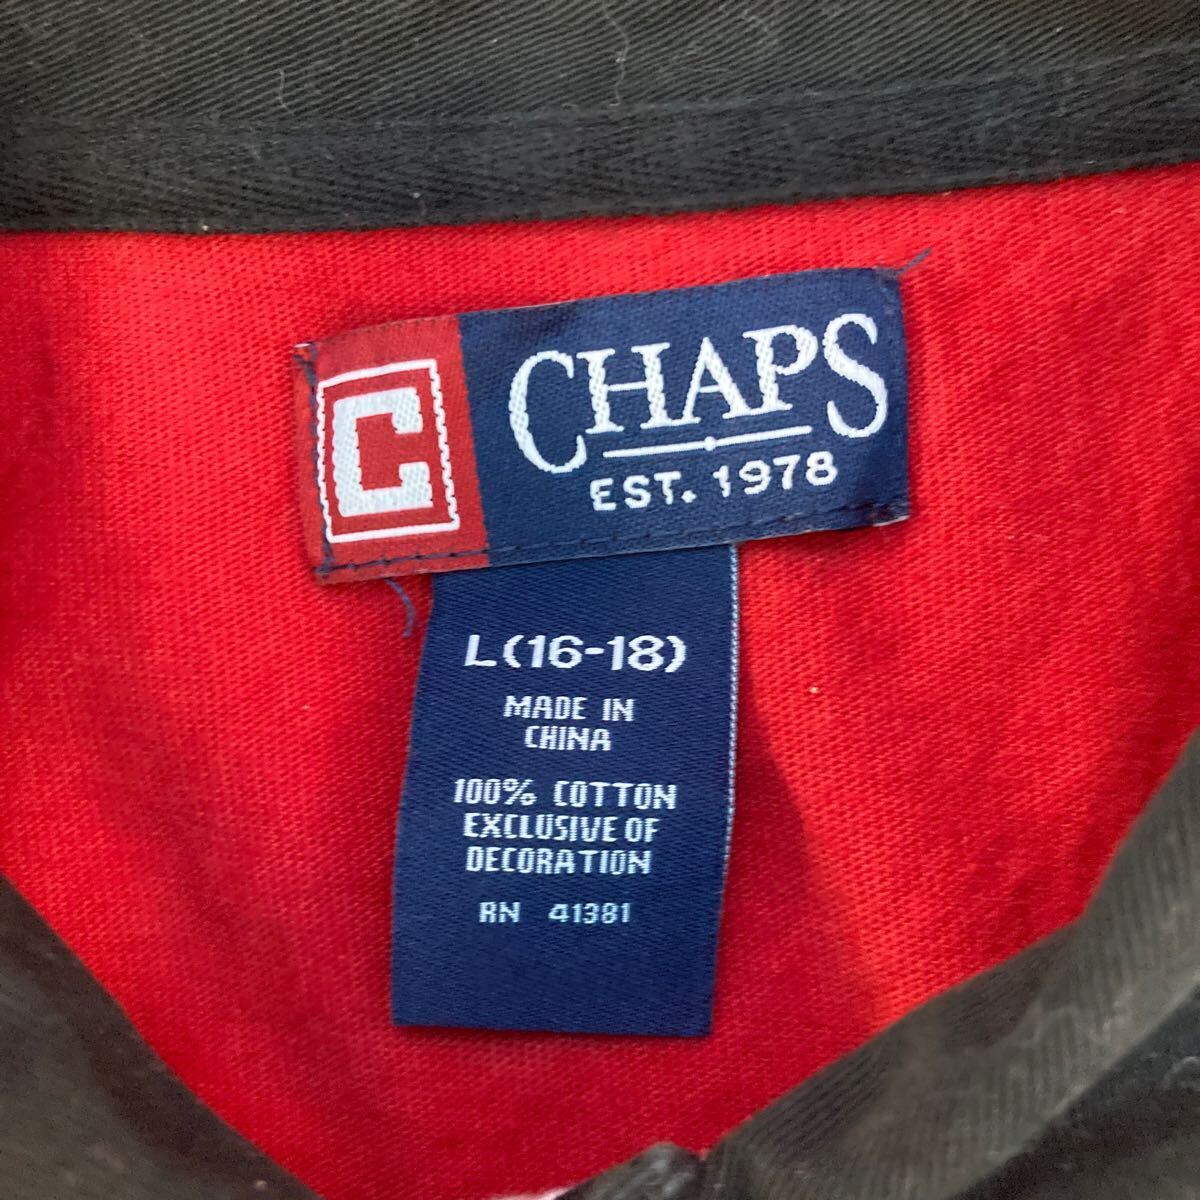 C
CHAPS
EST. 1978
L(16-18)
MADE IN
CHINA
100% COTTON
EXCLUSIVE OF
DECORATION
RN 41381